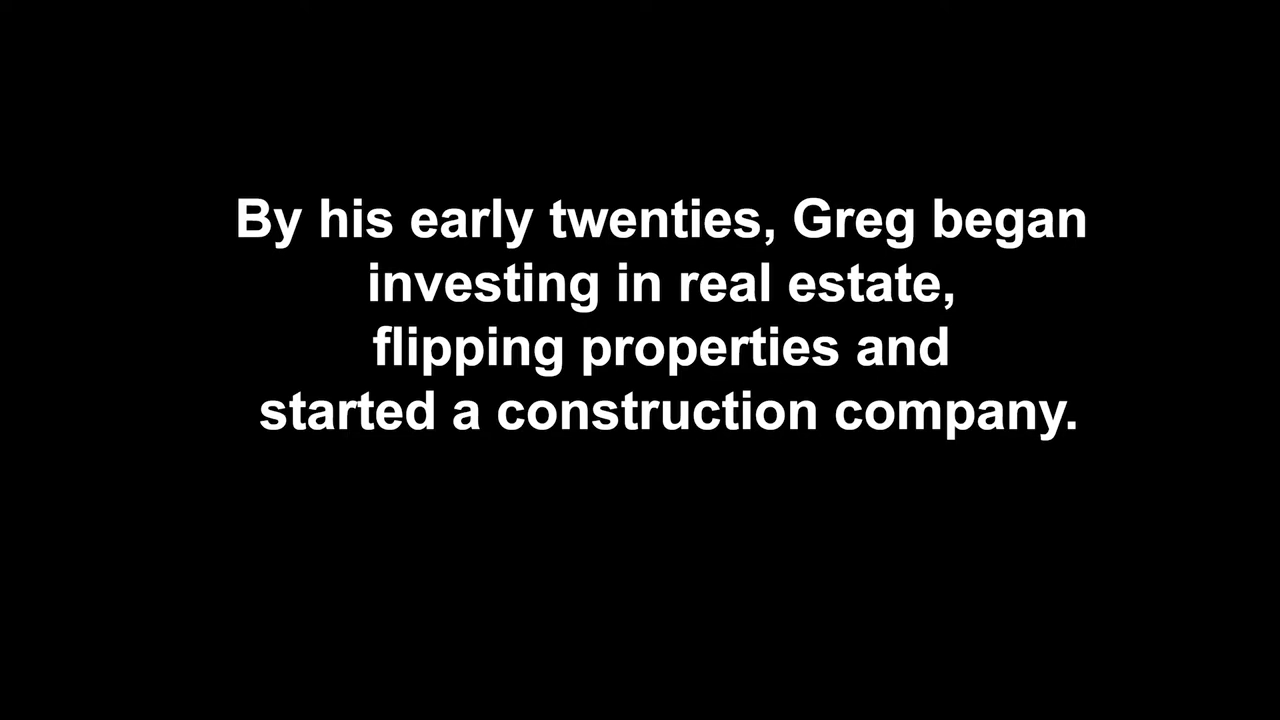 By his early twenties, Greg began
investing in real estate,
flipping properties and
started a construction company.